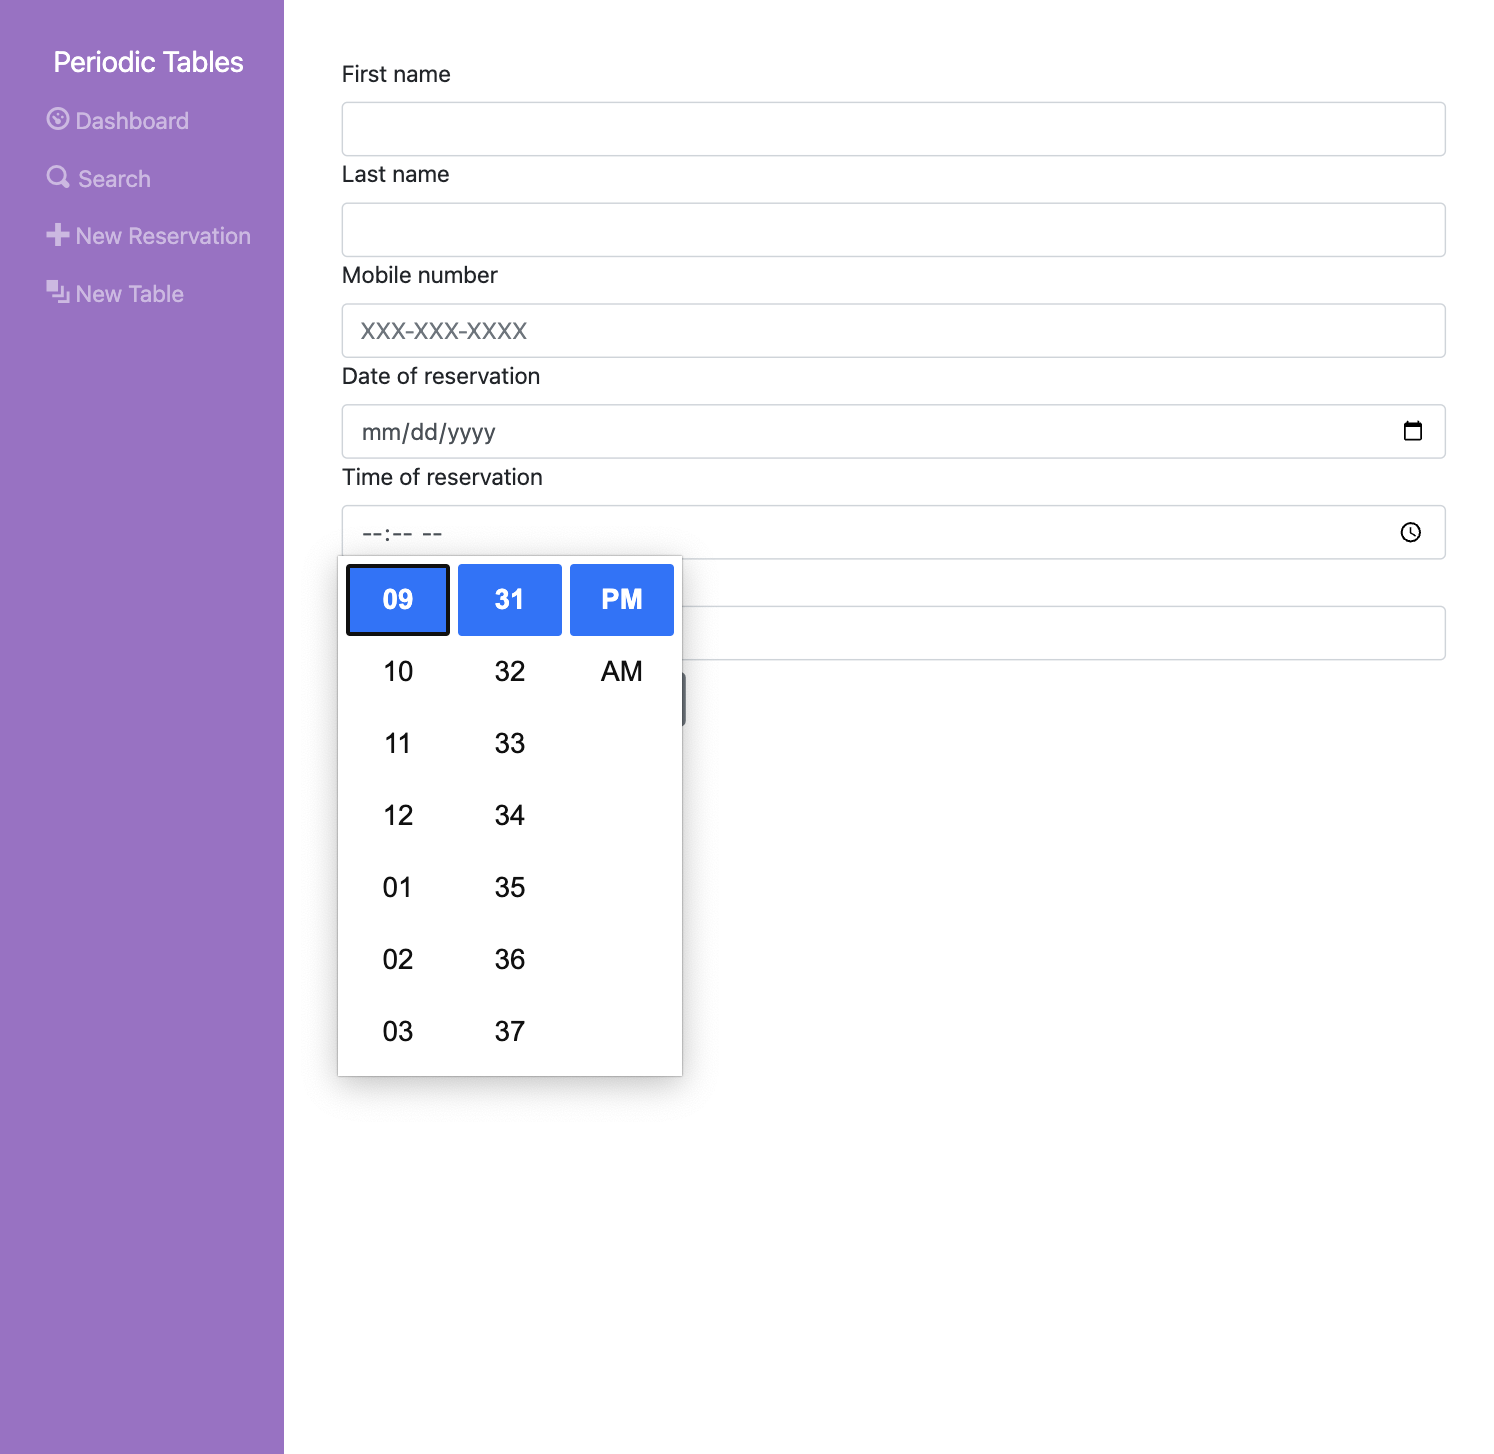 Periodic Tables
Dashboard
Search
New Reservation
New Table
First name
Last name
Mobile number
XXX-XXX-XXXX
Date of reservation
mm/dd/yyyy
Time of reservation
--:-- --
09 31 PM
10 32 AM
11 33
12 34
01 35
02 36
03 37